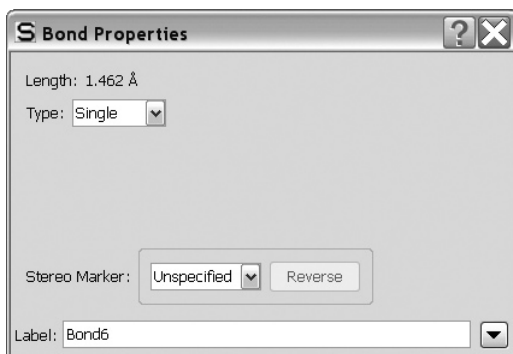 S Bond Properties ?
Length: 1.462 Å
Type: Single
Stereo Marker: Unspecified Reverse
Label: Bond6